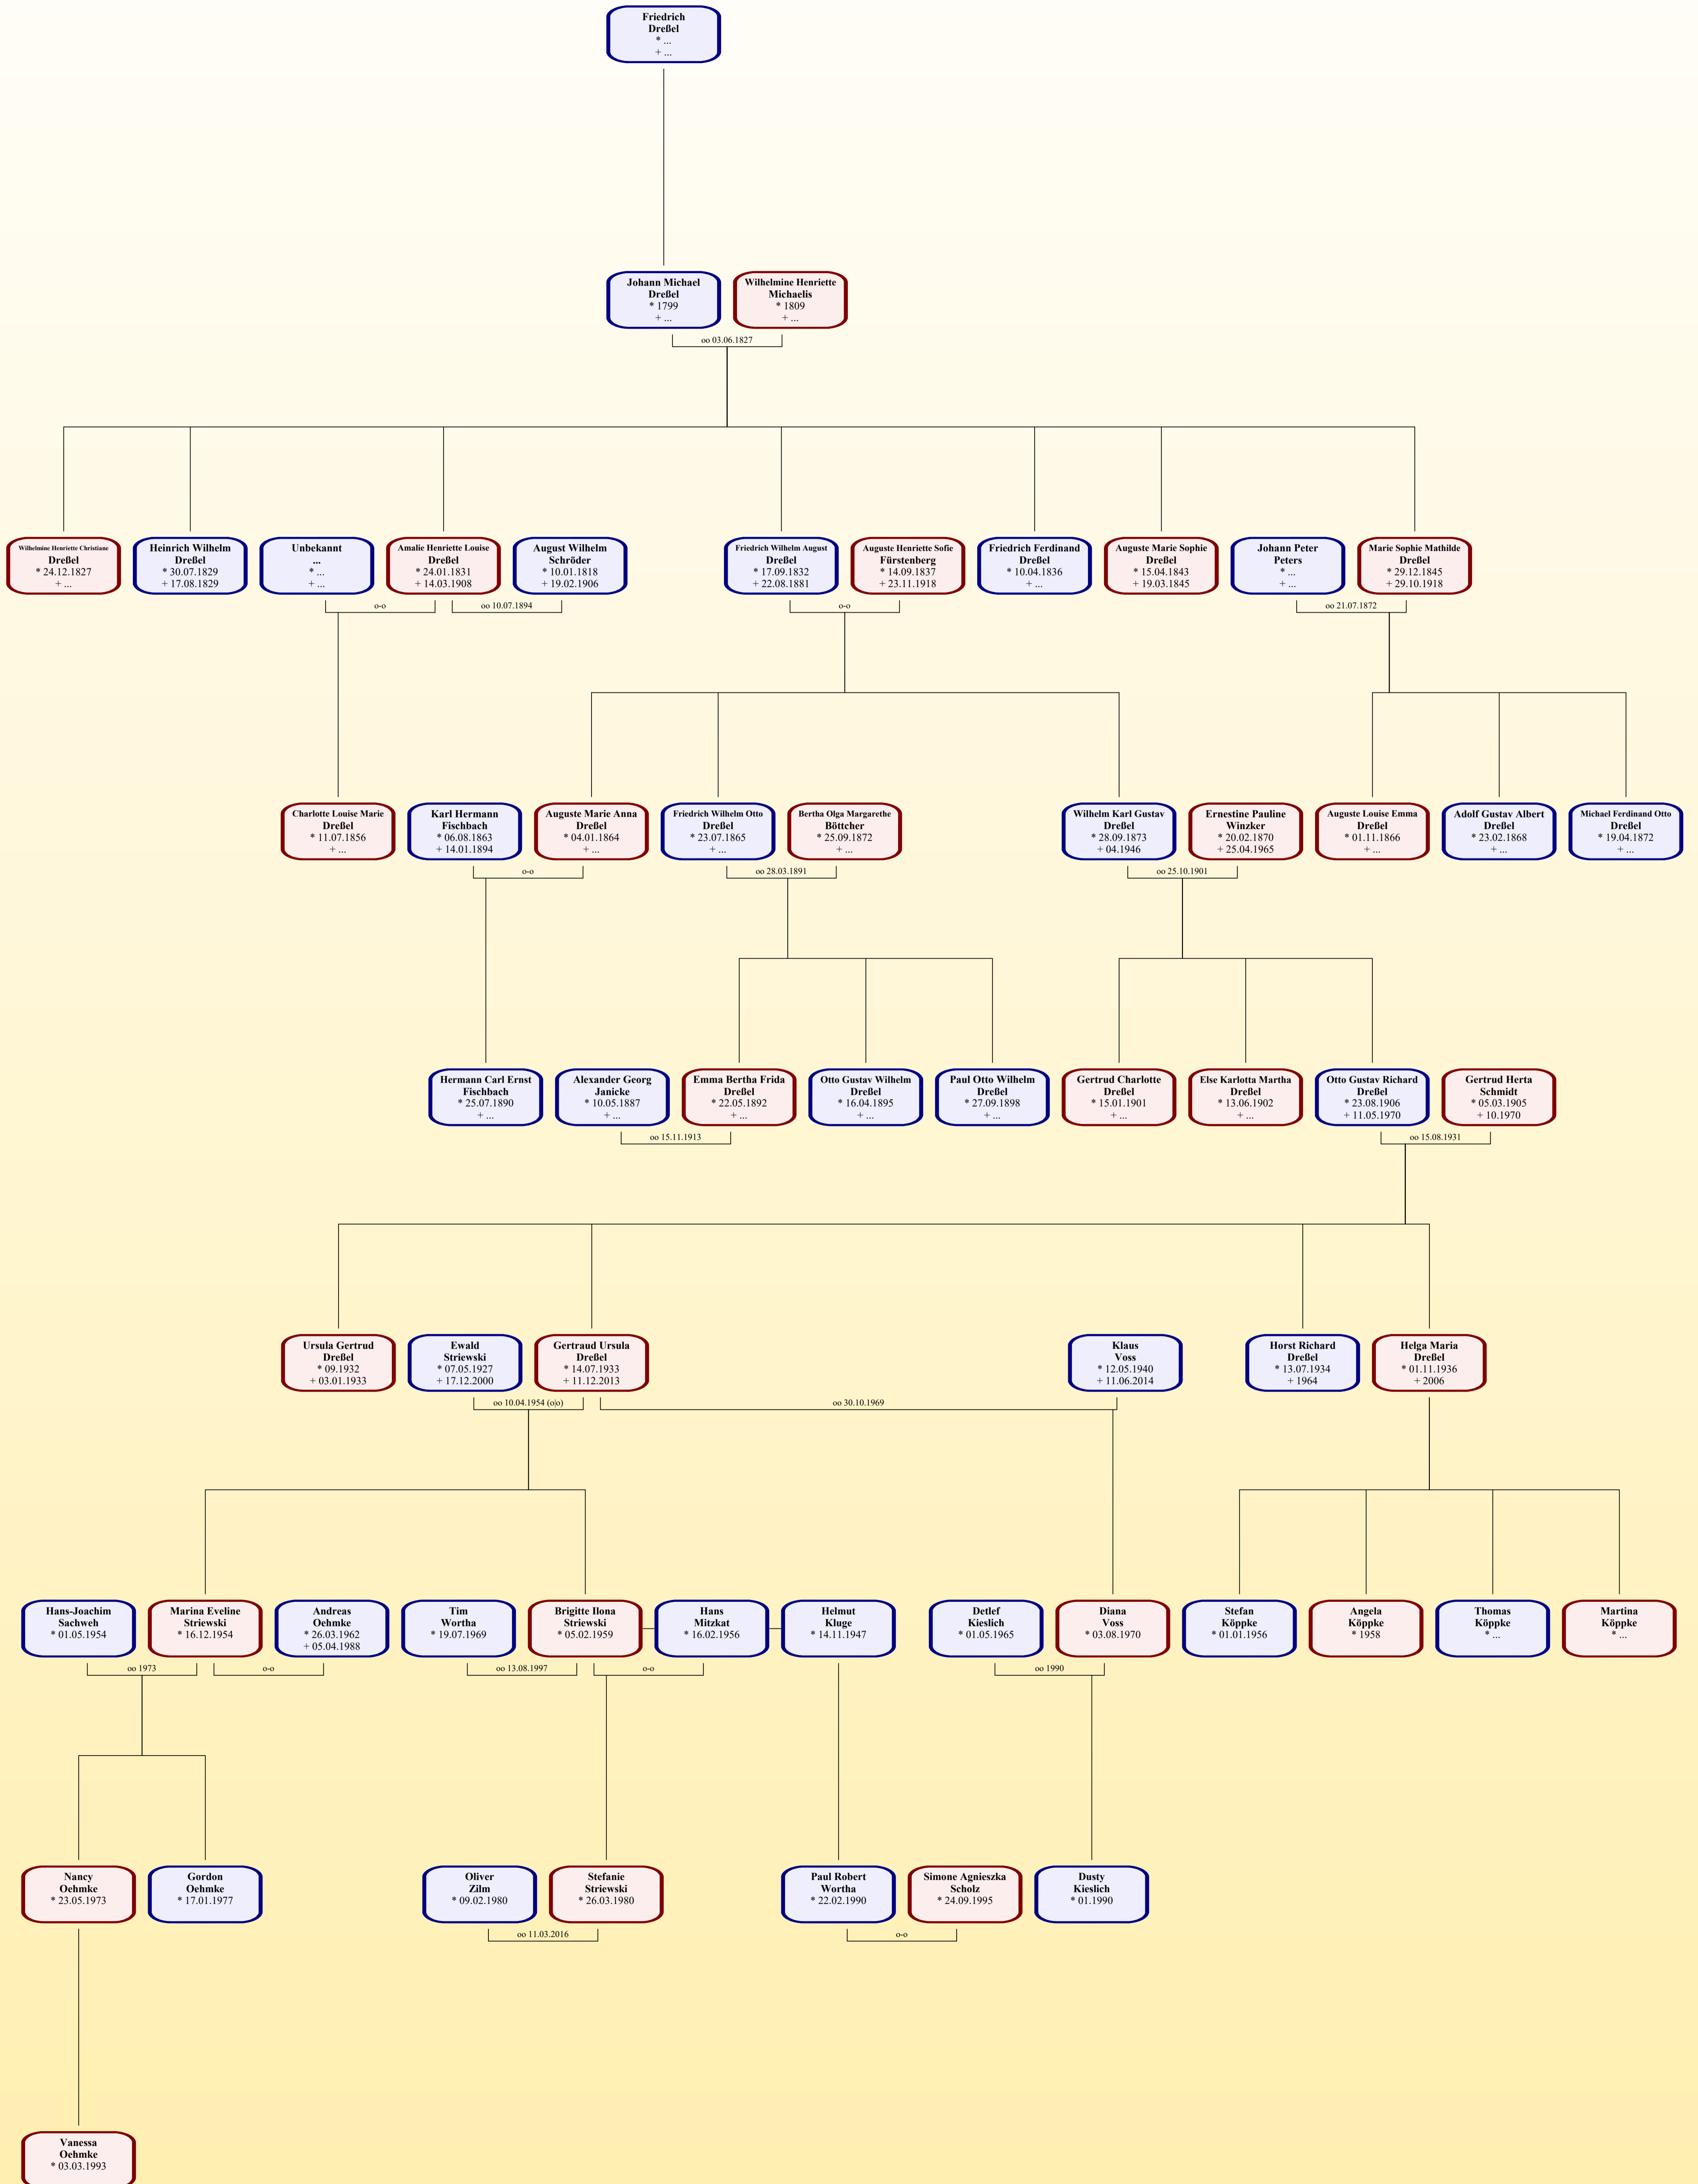 Friedrich
Dreßel
* ...
+ ...
Johann Michael
Dreßel
* 1799
+ ...
Wilhelmine Henriette
Michaelis
* 1809
+ ...
oo 03.06.1827
Wilhelmine Henriette Christiane
Dreßel
* 24.12.1827
+ ...
Heinrich Wilhelm
Dreßel
* 30.07.1829
+ 17.08.1829
Unbekannt
...
* ...
+ ...
Amalie Henriette Louise
Dreßel
* 24.01.1831
+ 14.03.1908
August Wilhelm
Schröder
* 10.01.1818
+ 19.02.1906
Friedrich Wilhelm August
Dreßel
* 17.09.1832
+ 22.08.1881
Auguste Henriette Sofie
Fürstenberg
* 14.09.1837
+ 23.11.1918
Friedrich Ferdinand
Dreßel
* 10.04.1836
+ ...
Auguste Marie Sophie
Dreßel
* 15.04.1843
+ 19.03.1845
Johann Peter
Peters
* ...
+ ...
Marie Sophie Mathilde
Dreßel
* 29.12.1845
+ 29.10.1918
o-o
oo 10.07.1894
o-o
oo 21.07.1872
Charlotte Louise Marie
Dreßel
* 11.07.1856
+ ...
Karl Hermann
Fischbach
* 06.08.1863
+ 14.01.1894
Auguste Marie Anna
Dreßel
* 04.01.1864
+ ...
Friedrich Wilhelm Otto
Dreßel
* 23.07.1865
+ ...
Bertha Olga Margarethe
Böttcher
* 25.09.1872
+ ...
Wilhelm Karl Gustav
Dreßel
* 28.09.1873
+ 04.1946
Ernestine Pauline
Winzker
* 20.02.1870
+ 25.04.1965
Auguste Louise Emma
Dreßel
* 01.11.1866
+ ...
Adolf Gustav Albert
Dreßel
* 23.02.1868
+ ...
Michael Ferdinand Otto
Dreßel
* 19.04.1872
+ ...
o-o
oo 28.03.1891
oo 25.10.1901
Hermann Carl Ernst
Fischbach
* 25.07.1890
+ ...
Alexander Georg
Janicke
* 10.05.1887
+ ...
Emma Bertha Frida
Dreßel
* 22.05.1892
+ ...
Otto Gustav Wilhelm
Dreßel
* 16.04.1895
+ ...
Paul Otto Wilhelm
Dreßel
* 27.09.1898
+ ...
Gertrud Charlotte
Dreßel
* 15.01.1901
+ ...
Else Karlotta Martha
Dreßel
* 13.06.1902
+ ...
Otto Gustav Richard
Dreßel
* 23.08.1906
+ 11.05.1970
Gertrud Herta
Schmidt
* 05.03.1905
+ 10.1970
oo 15.11.1913
oo 15.08.1931
Ursula Gertrud
Dreßel
* 09.1932
+ 03.01.1933
Ewald
Striewski
* 07.05.1927
+ 17.12.2000
Gertraud Ursula
Dreßel
* 14.07.1933
+ 11.12.2013
Klaus
Voss
* 12.05.1940
+ 11.06.2014
Horst Richard
Dreßel
* 13.07.1934
+ 1964
Helga Maria
Dreßel
* 01.11.1936
+ 2006
oo 10.04.1954 (o|o)
oo 30.10.1969
Hans-Joachim
Sachweh
* 01.05.1954
Marina Eveline
Striewski
* 16.12.1954
Andreas
Oehmke
* 26.03.1962
+ 05.04.1988
Tim
Wortha
* 19.07.1969
Brigitte Ilona
Striewski
* 05.02.1959
Hans
Mitzkat
* 16.02.1956
Helmut
Kluge
* 14.11.1947
Detlef
Kieslich
* 01.05.1965
Diana
Voss
* 03.08.1970
Stefan
Köppke
* 01.01.1956
Angela
Köppke
* 1958
Thomas
Köppke
* ...
Martina
Köppke
* ...
oo 1973
o-o
oo 13.08.1997
o-o
oo 1990
Nancy
Oehmke
* 23.05.1973
Gordon
Oehmke
* 17.01.1977
Oliver
Zilm
* 09.02.1980
Stefanie
Striewski
* 26.03.1980
Paul Robert
Wortha
* 22.02.1990
Simone Agnieszka
Scholz
* 24.09.1995
Dusty
Kieslich
* 01.1990
oo 11.03.2016
o-o
Vanessa
Oehmke
* 03.03.1993